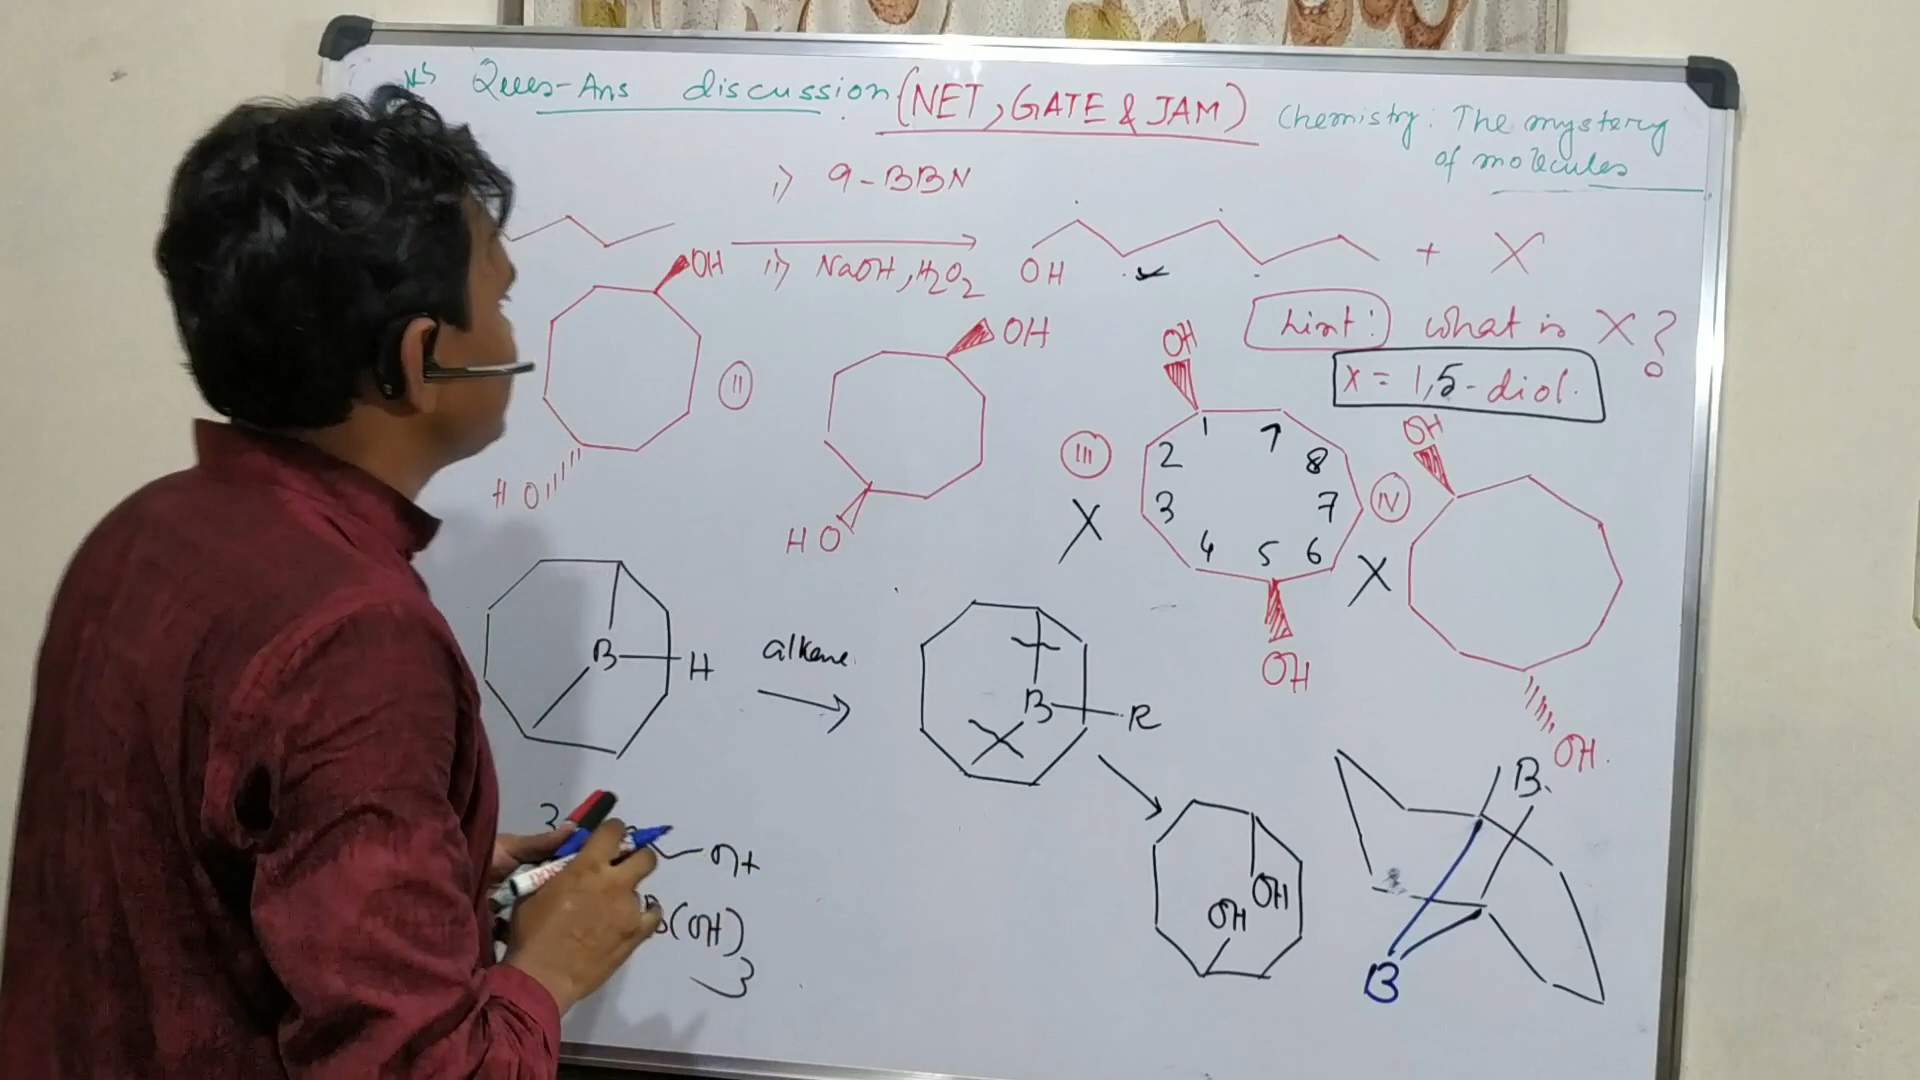 Ques-Ans discussion (NET, GATE & JAM) Chemistry: The mystery
of molecules
i) 9-BBN
ii) NaOH, H2O2
OH
+ X
OH
HO
II
OH
HO
hint: what is X?
X = 1,5-diol.
OH
III
X
1 7 8 7 6 5 4 3 2
OH
OH
IV
X
OH.
B H
alkene
B R
OH
OH
B
B
3
OH
B(OH)
3